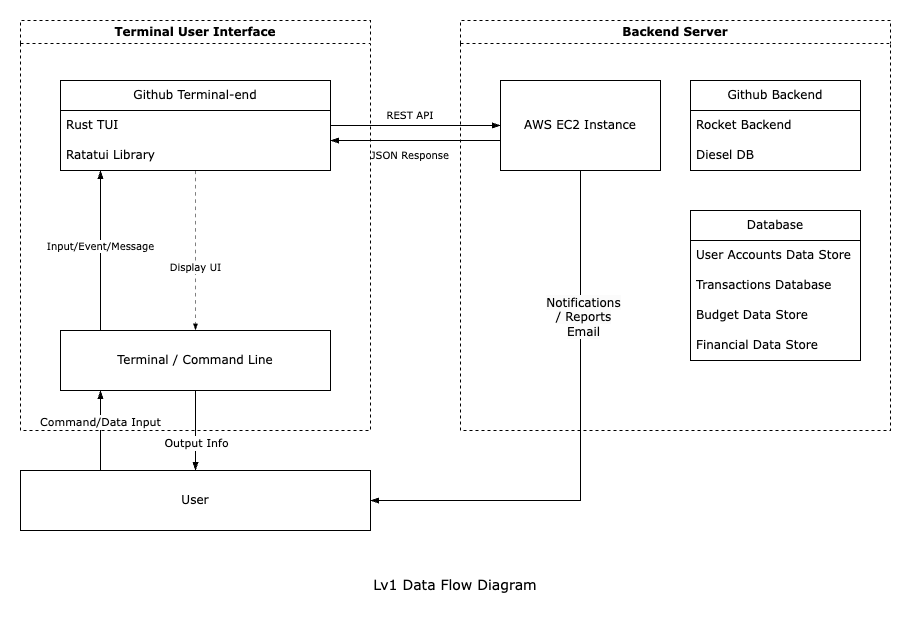 Terminal User Interface
Backend Server
Github Terminal-end
Rust TUI
Ratatui Library
REST API
JSON Response
AWS EC2 Instance
Github Backend
Rocket Backend
Diesel DB
Database
User Accounts Data Store
Transactions Database
Budget Data Store
Financial Data Store
Input/Event/Message
Display UI
Notifications
/ Reports
Email
Terminal / Command Line
Command/Data Input
Output Info
User
Lv1 Data Flow Diagram